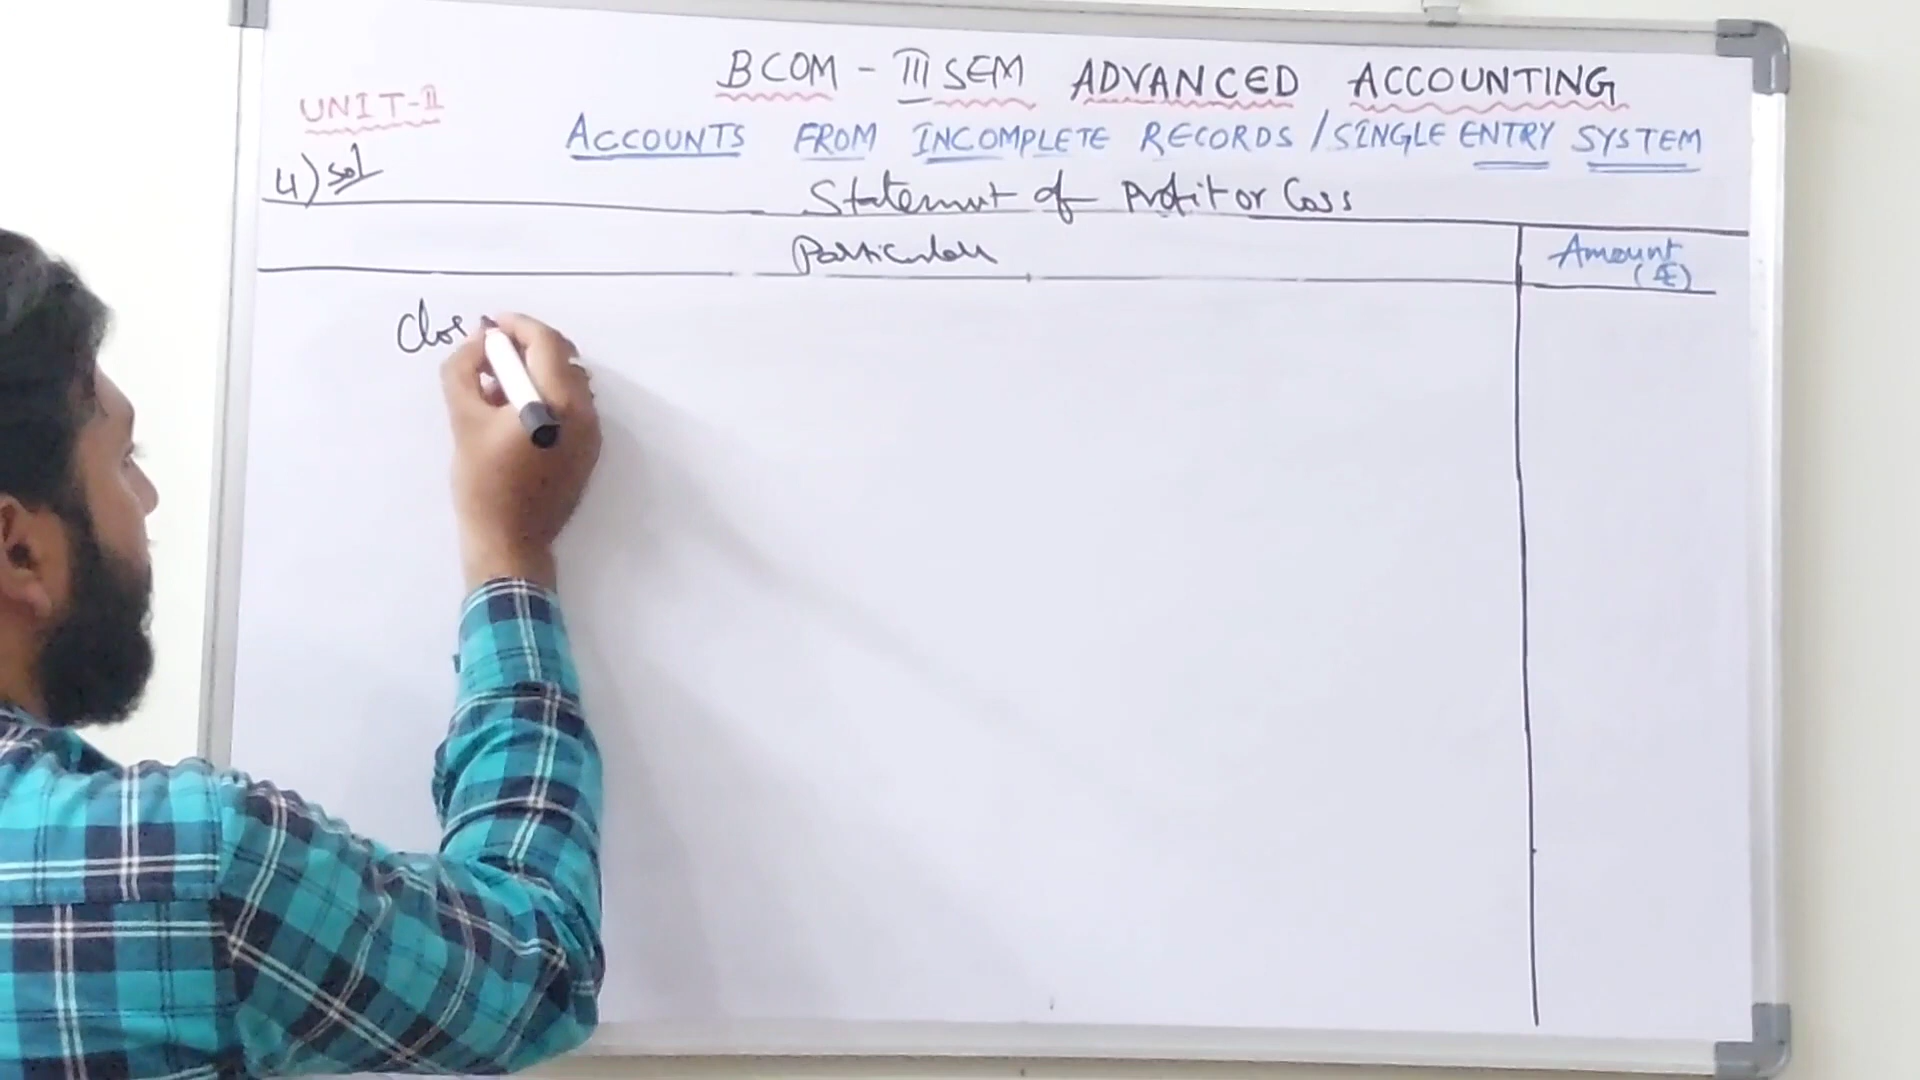 BCOM - III SEM ADVANCED ACCOUNTING
UNIT-II
ACCOUNTS FROM INCOMPLETE RECORDS / SINGLE ENTRY SYSTEM
4) Sol
Statement of Profit or Loss
Particulars
Amount
(₹)
Clos